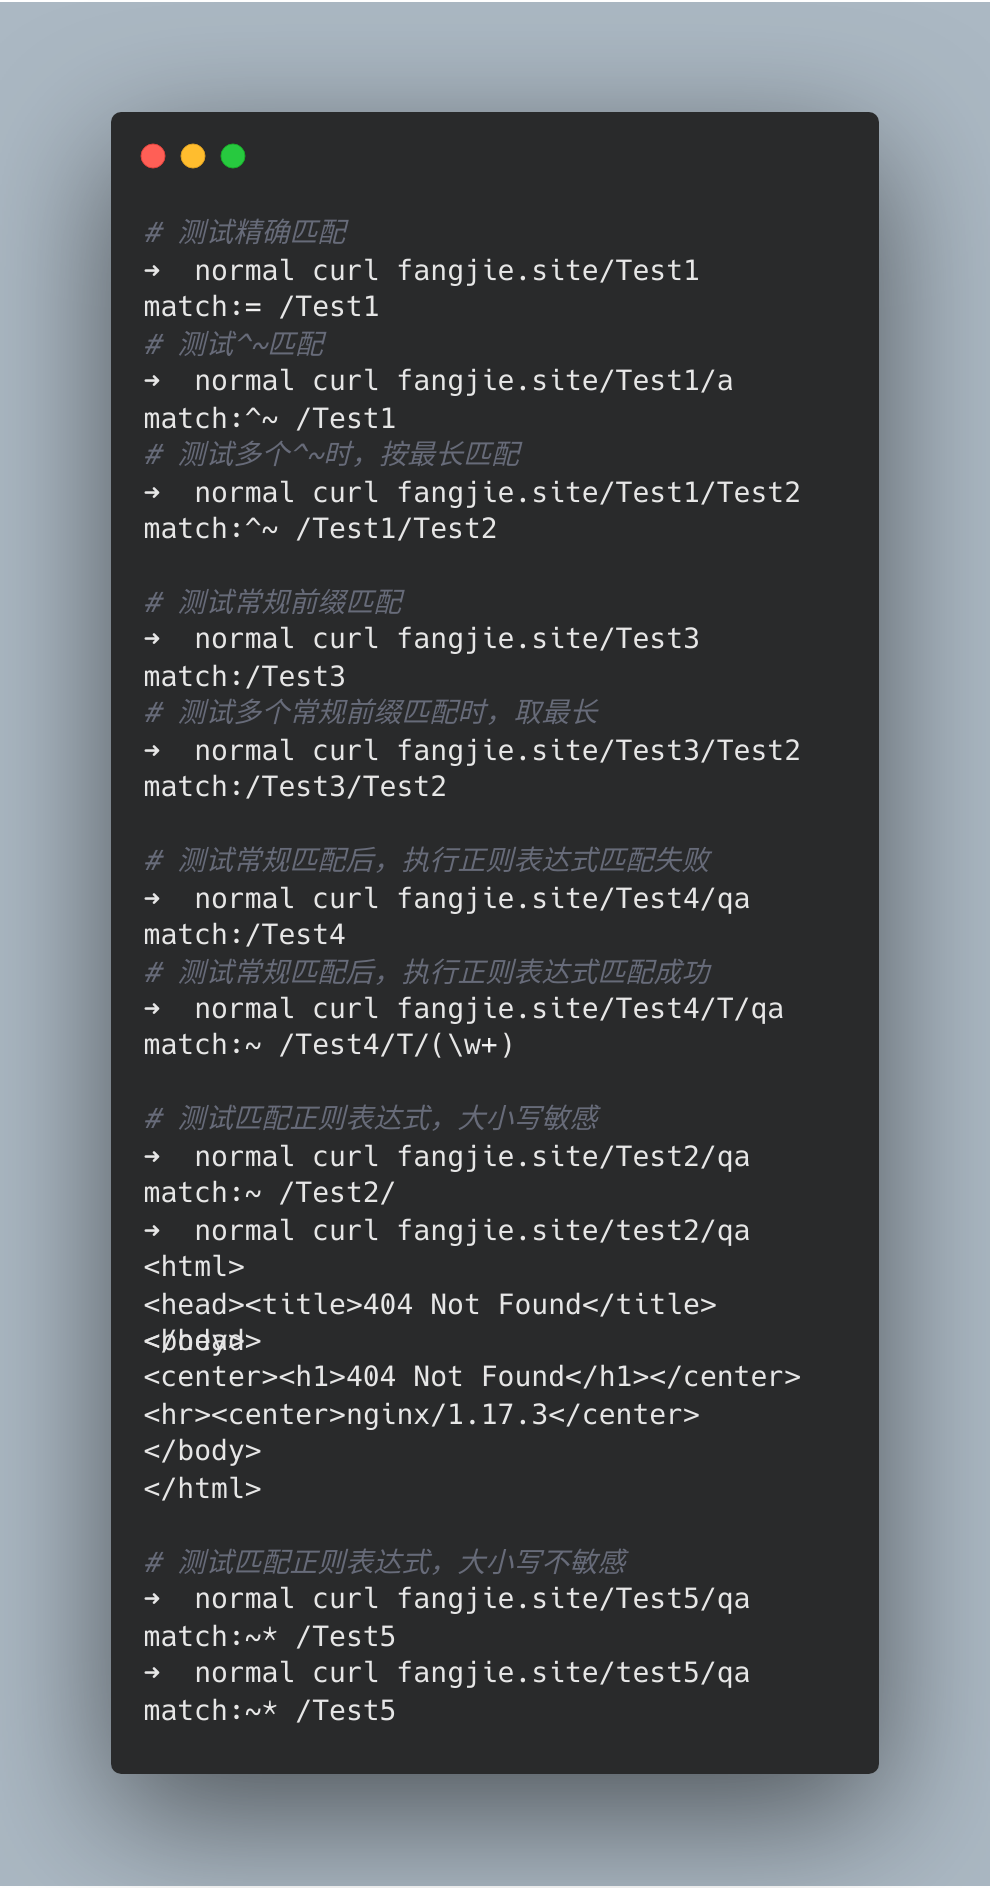 # 测试精确匹配
➜  normal curl fangjie.site/Test1
match:= /Test1
# 测试^~匹配
➜  normal curl fangjie.site/Test1/a
match:^~ /Test1
# 测试多个^~时，按最长匹配
➜  normal curl fangjie.site/Test1/Test2
match:^~ /Test1/Test2
# 测试常规前缀匹配
➜  normal curl fangjie.site/Test3
match:/Test3
# 测试多个常规前缀匹配时，取最长
➜  normal curl fangjie.site/Test3/Test2
match:/Test3/Test2
# 测试常规匹配后，执行正则表达式匹配失败
➜  normal curl fangjie.site/Test4/qa
match:/Test4
# 测试常规匹配后，执行正则表达式匹配成功
➜  normal curl fangjie.site/Test4/T/qa
match:~ /Test4/T/(\w+)
# 测试匹配正则表达式，大小写敏感
➜  normal curl fangjie.site/Test2/qa
match:~ /Test2/
➜  normal curl fangjie.site/test2/qa
<html>
<head><title>404 Not Found</title>
</head>
<body>
<center><h1>404 Not Found</h1></center>
<hr><center>nginx/1.17.3</center>
</body>
</html>
# 测试匹配正则表达式，大小写不敏感
➜  normal curl fangjie.site/Test5/qa
match:~* /Test5
➜  normal curl fangjie.site/test5/qa
match:~* /Test5